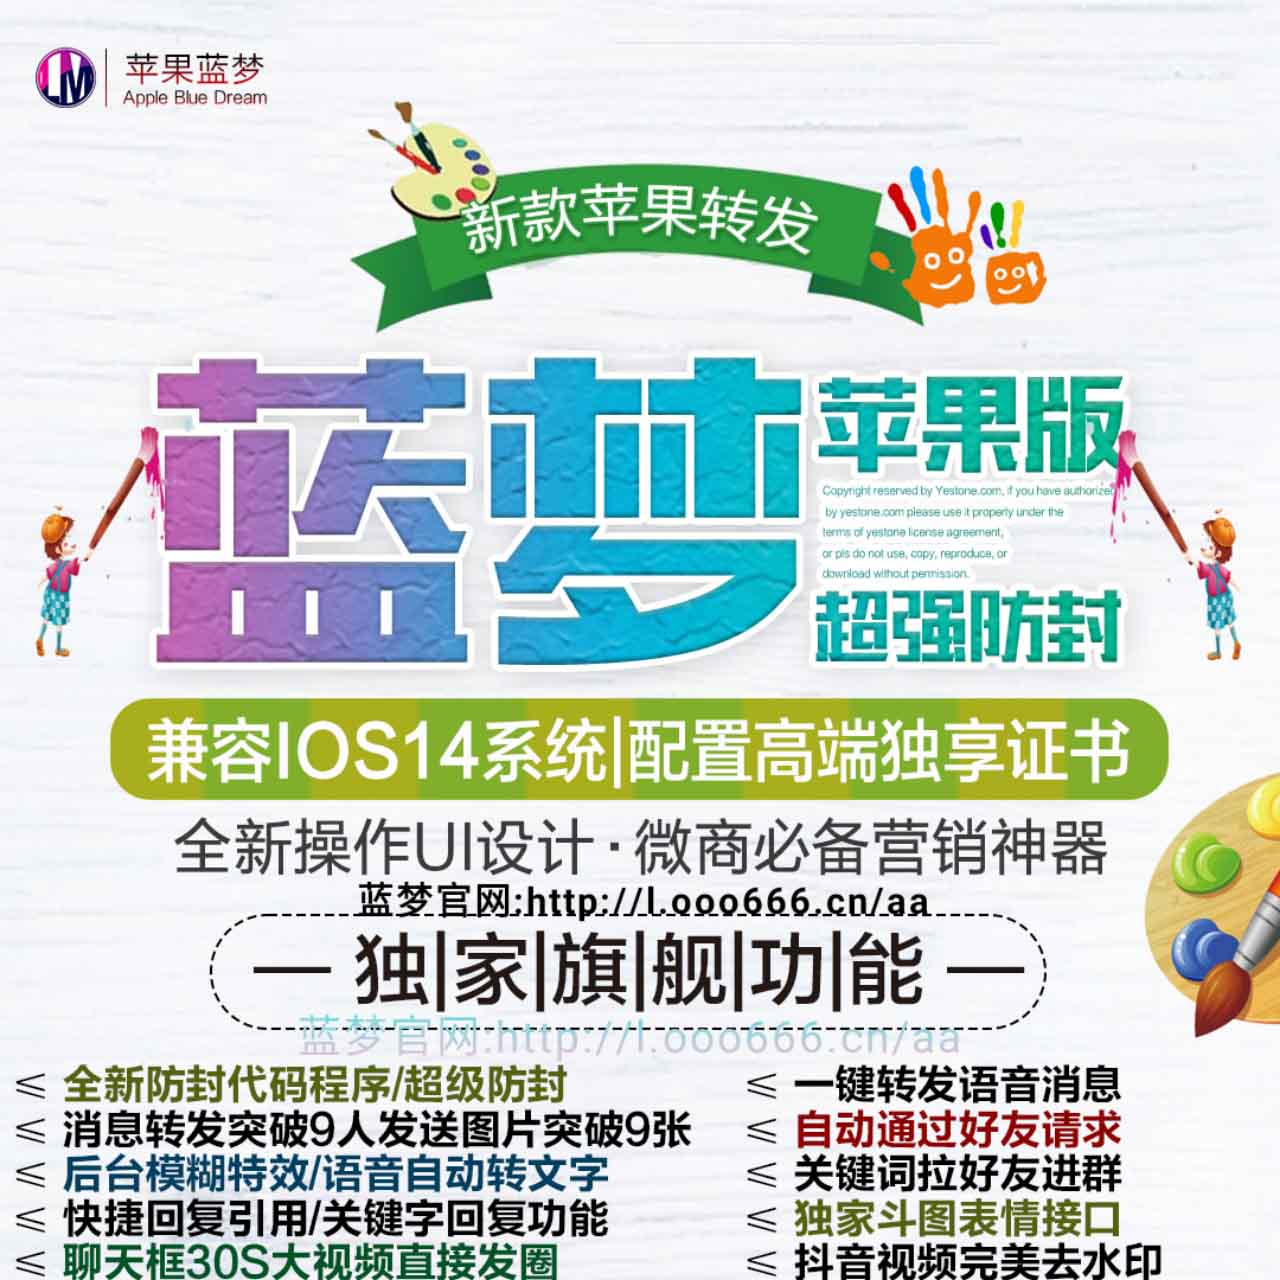 苹果蓝梦
Apple Blue Dream
新款苹果转发
蓝梦
苹果版
Copyright reserved by Yestone.com, if you have authorized
by yestone.com please use it properly under the
terms of yestone license agreement,
or pls do not use, copy, reproduce, or
download without permission.
超强防封
兼容IOS14系统|配置高端独享证书
全新操作UI设计·微商必备营销神器
蓝梦官网:http://l.ooo666.cn/aa
— 独|家|旗|舰|功|能 —
蓝梦官网:http://l.ooo666.cn/aa
≤ 全新防封代码程序/超级防封
≤ 消息转发突破9人发送图片突破9张
≤ 后台模糊特效/语音自动转文字
≤ 快捷回复引用/关键字回复功能
≤ 聊天框30S大视频直接发圈
≤ 一键转发语音消息
≤ 自动通过好友请求
≤ 关键词拉好友进群
≤ 独家斗图表情接口
≤ 抖音视频完美去水印